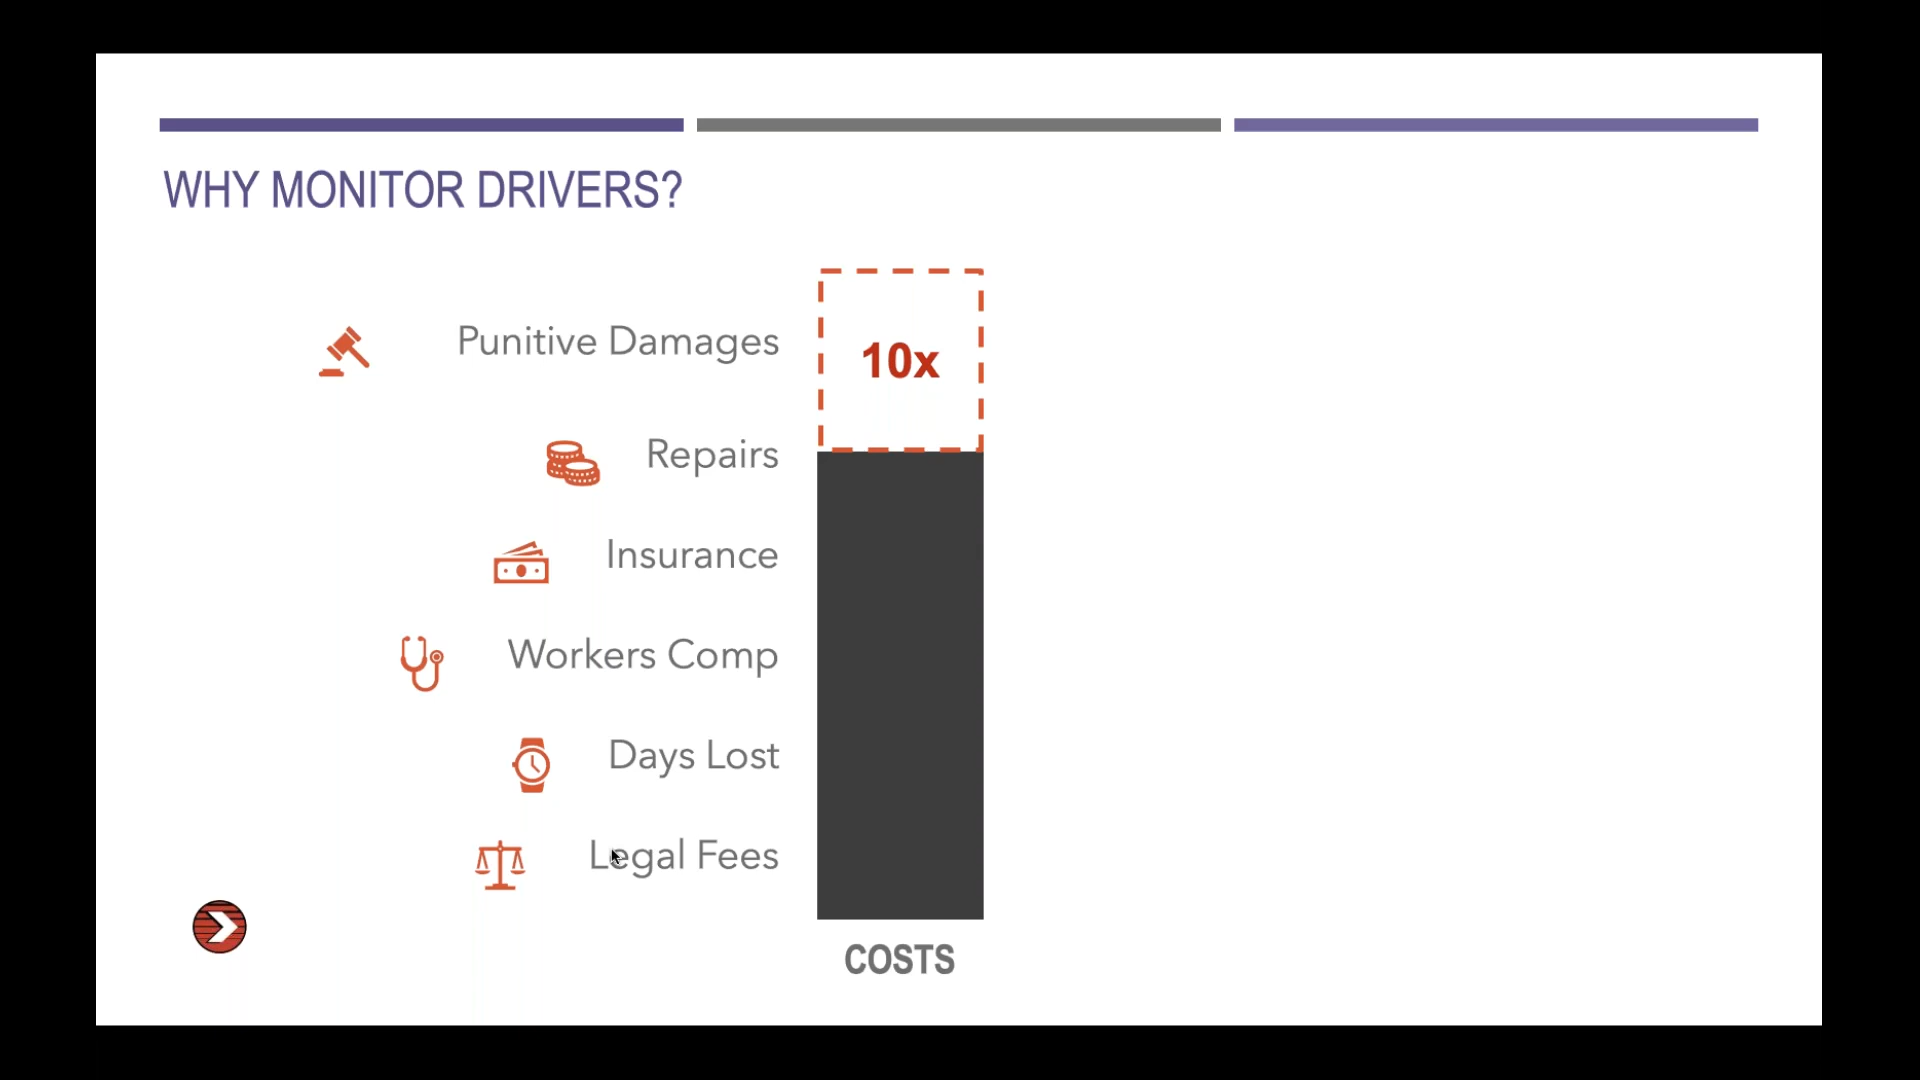 WHY MONITOR DRIVERS?
Punitive Damages
10x
Repairs
Insurance
Workers Comp
Days Lost
Legal Fees
COSTS